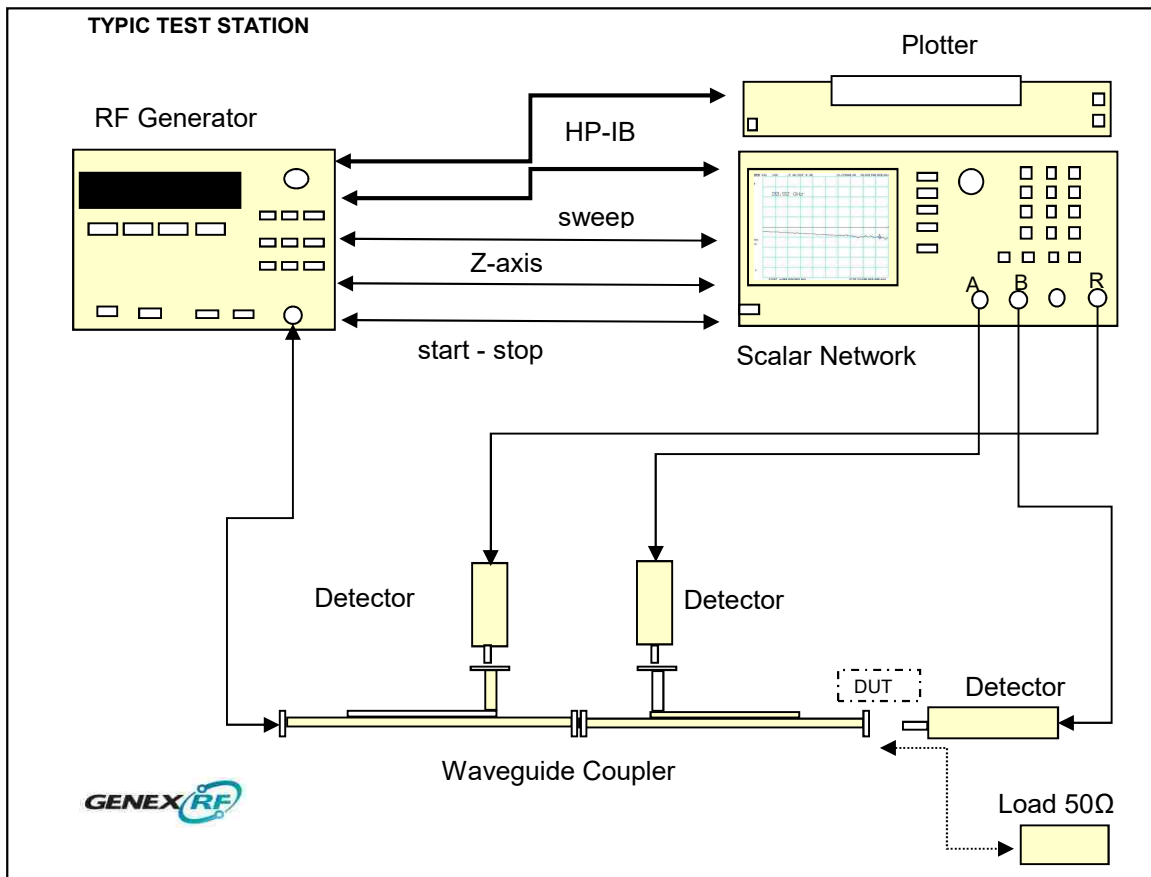 TYPIC TEST STATION
Plotter
RF Generator
HP-IB
sweep
Z-axis
start - stop
A
B
R
Scalar Network
Detector
Detector
DUT
Detector
Waveguide Coupler
GENEX RF
Load 50Ω